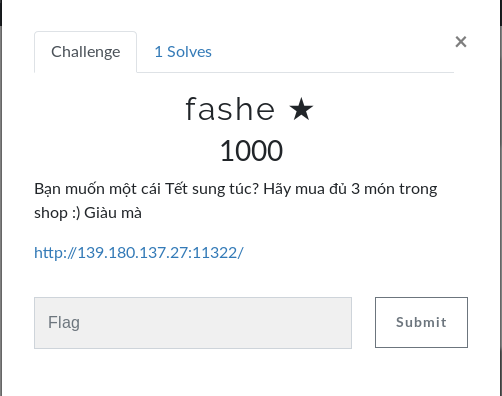 ×
Challenge
1 Solves
fashe ★
1000
Bạn muốn một cái Tết sung túc? Hãy mua đủ 3 món trong
shop :) Giàu mà
http://139.180.137.27:11322/
Flag
Submit